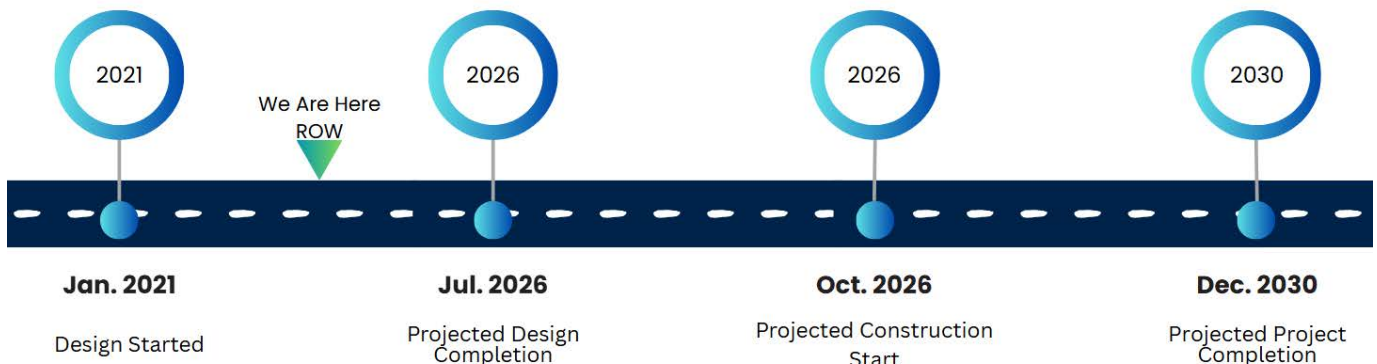 2021
2026
2026
2030
We Are Here
ROW
Jan. 2021
Jul. 2026
Oct. 2026
Dec. 2030
Design Started
Projected Design
Completion
Projected Construction
Start
Projected Project
Completion